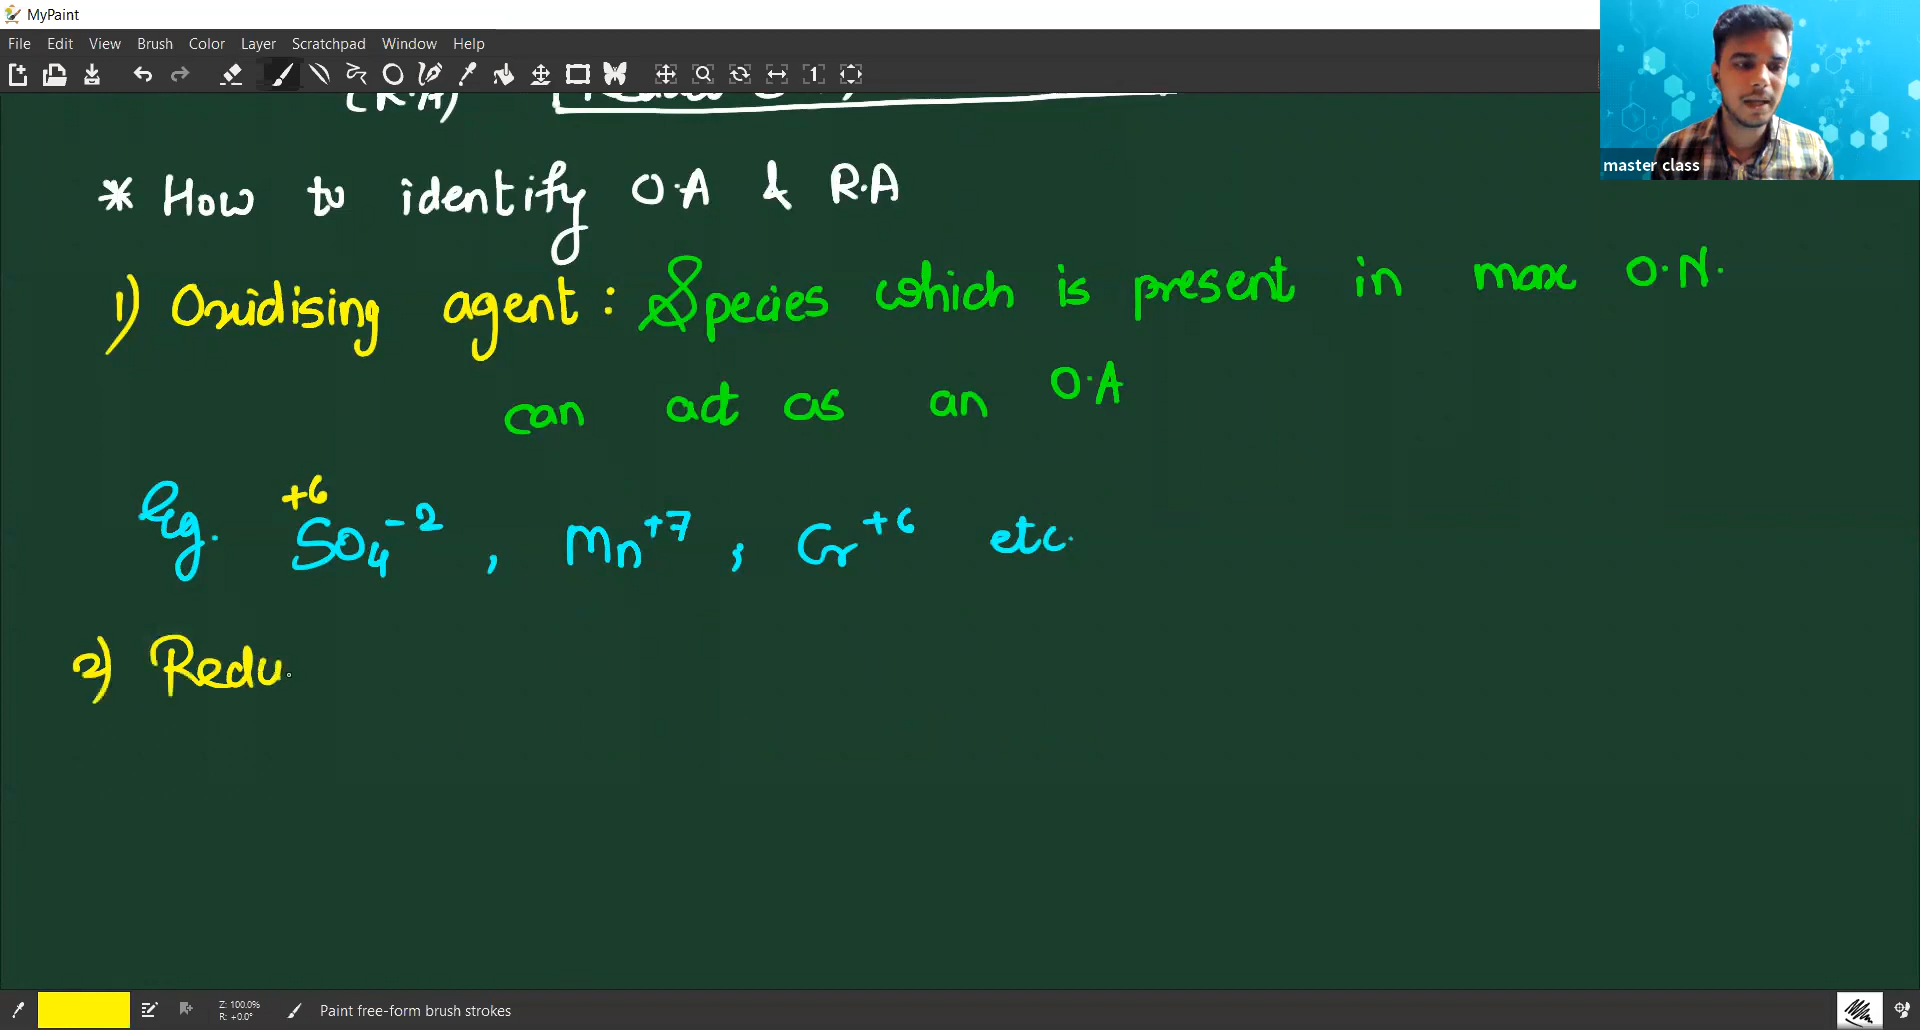 MyPaint
File Edit View Brush Color Layer Scratchpad Window Help
master class
(R.A)
* How to identify O.A & R.A
1) Oxidising agent : Species which is present in max O.N.
can act as an O.A
+6
Eg. SO4-2 , Mn+7 , Cr+6 etc.
2) Redu
Z: 100.0%
R: +0.0°
Paint free-form brush strokes